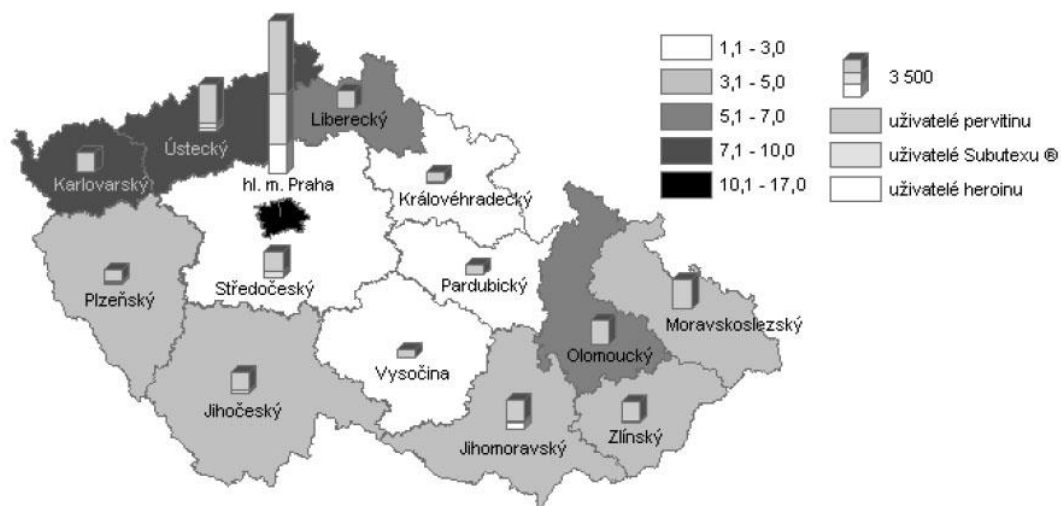 1,1 - 3,0
3,1 - 5,0
5,1 - 7,0
7,1 - 10,0
10,1 - 17,0
3 500
uživatelé pervitinu
uživatelé Subutexu ®
uživatelé heroinu
Liberecký
Ústecký
Karlovarský
hl. m. Praha
Královéhradecký
Středočeský
Pardubický
Plzeňský
Moravskoslezský
Olomoucký
Vysočina
Jihočeský
Jihomoravský
Zlínský